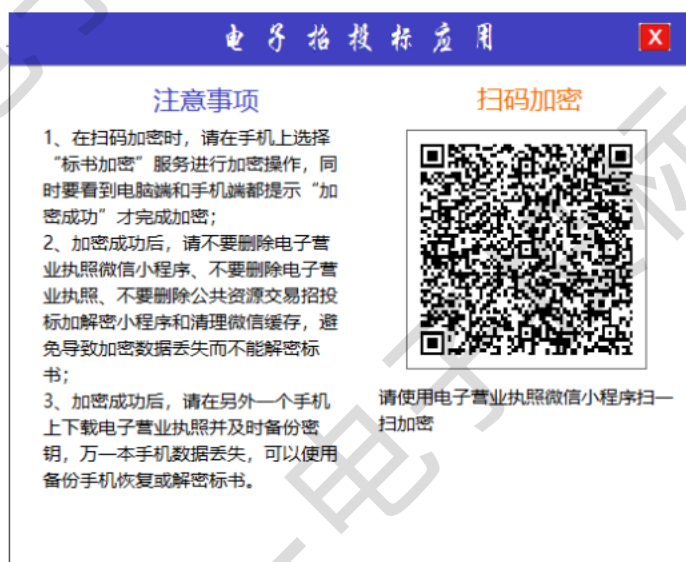 电子招投标应用
X
注意事项
1、在扫码加密时，请在手机上选择
“标书加密”服务进行加密操作，同
时要看到电脑端和手机端都提示“加
密成功”才完成加密；
2、加密成功后，请不要删除电子营
业执照微信小程序、不要删除电子营
业执照、不要删除公共资源交易招投
标加解密小程序和清理微信缓存，避
免导致加密数据丢失而不能解密标
书；
3、加密成功后，请在另外一个手机
上下载电子营业执照并及时备份密
钥，万一本手机数据丢失，可以使用
备份手机恢复或解密标书。
扫码加密
请使用电子营业执照微信小程序扫一
扫加密